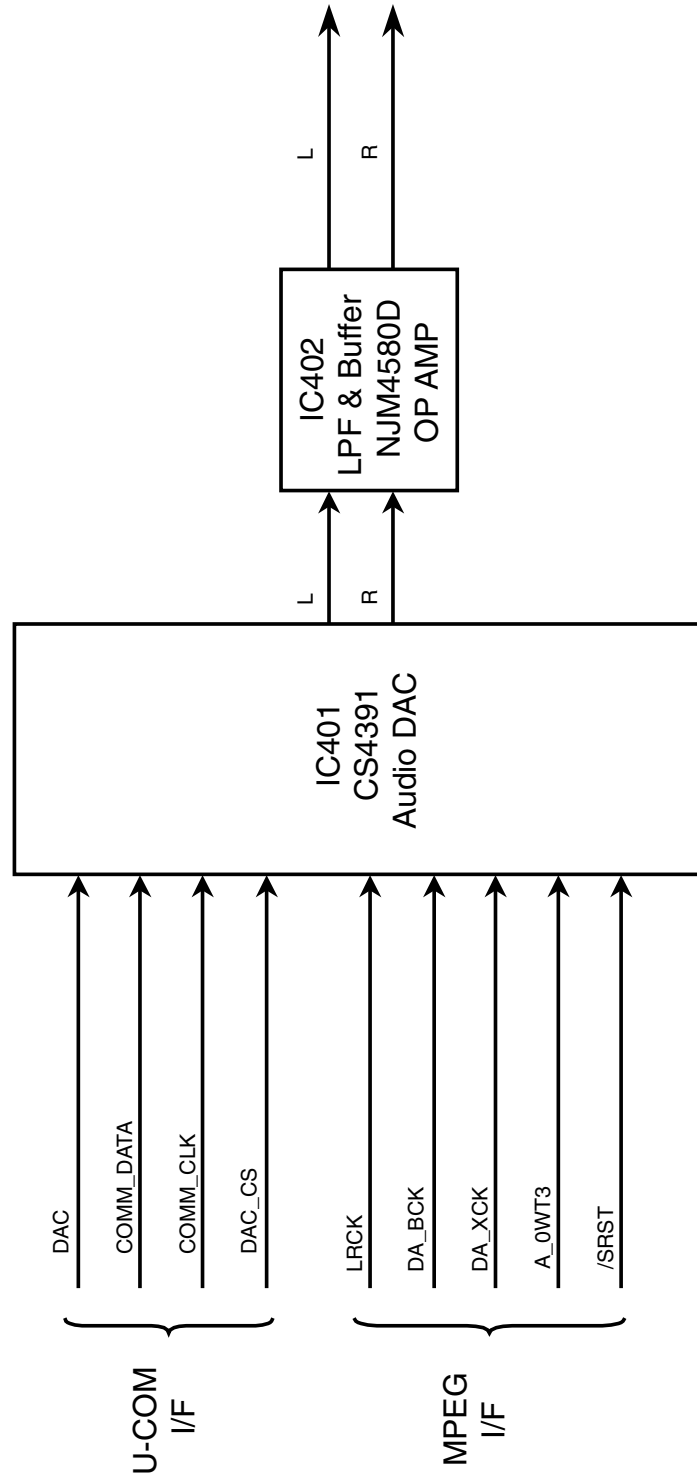 U-COM
I/F
DAC
COMM_DATA
COMM_CLK
DAC_CS
MPEG
I/F
LRCK
DA_BCK
DA_XCK
A_0WT3
/SRST
IC401
CS4391
Audio DAC
L
R
IC402
LPF & Buffer
NJM4580D
OP AMP
L
R